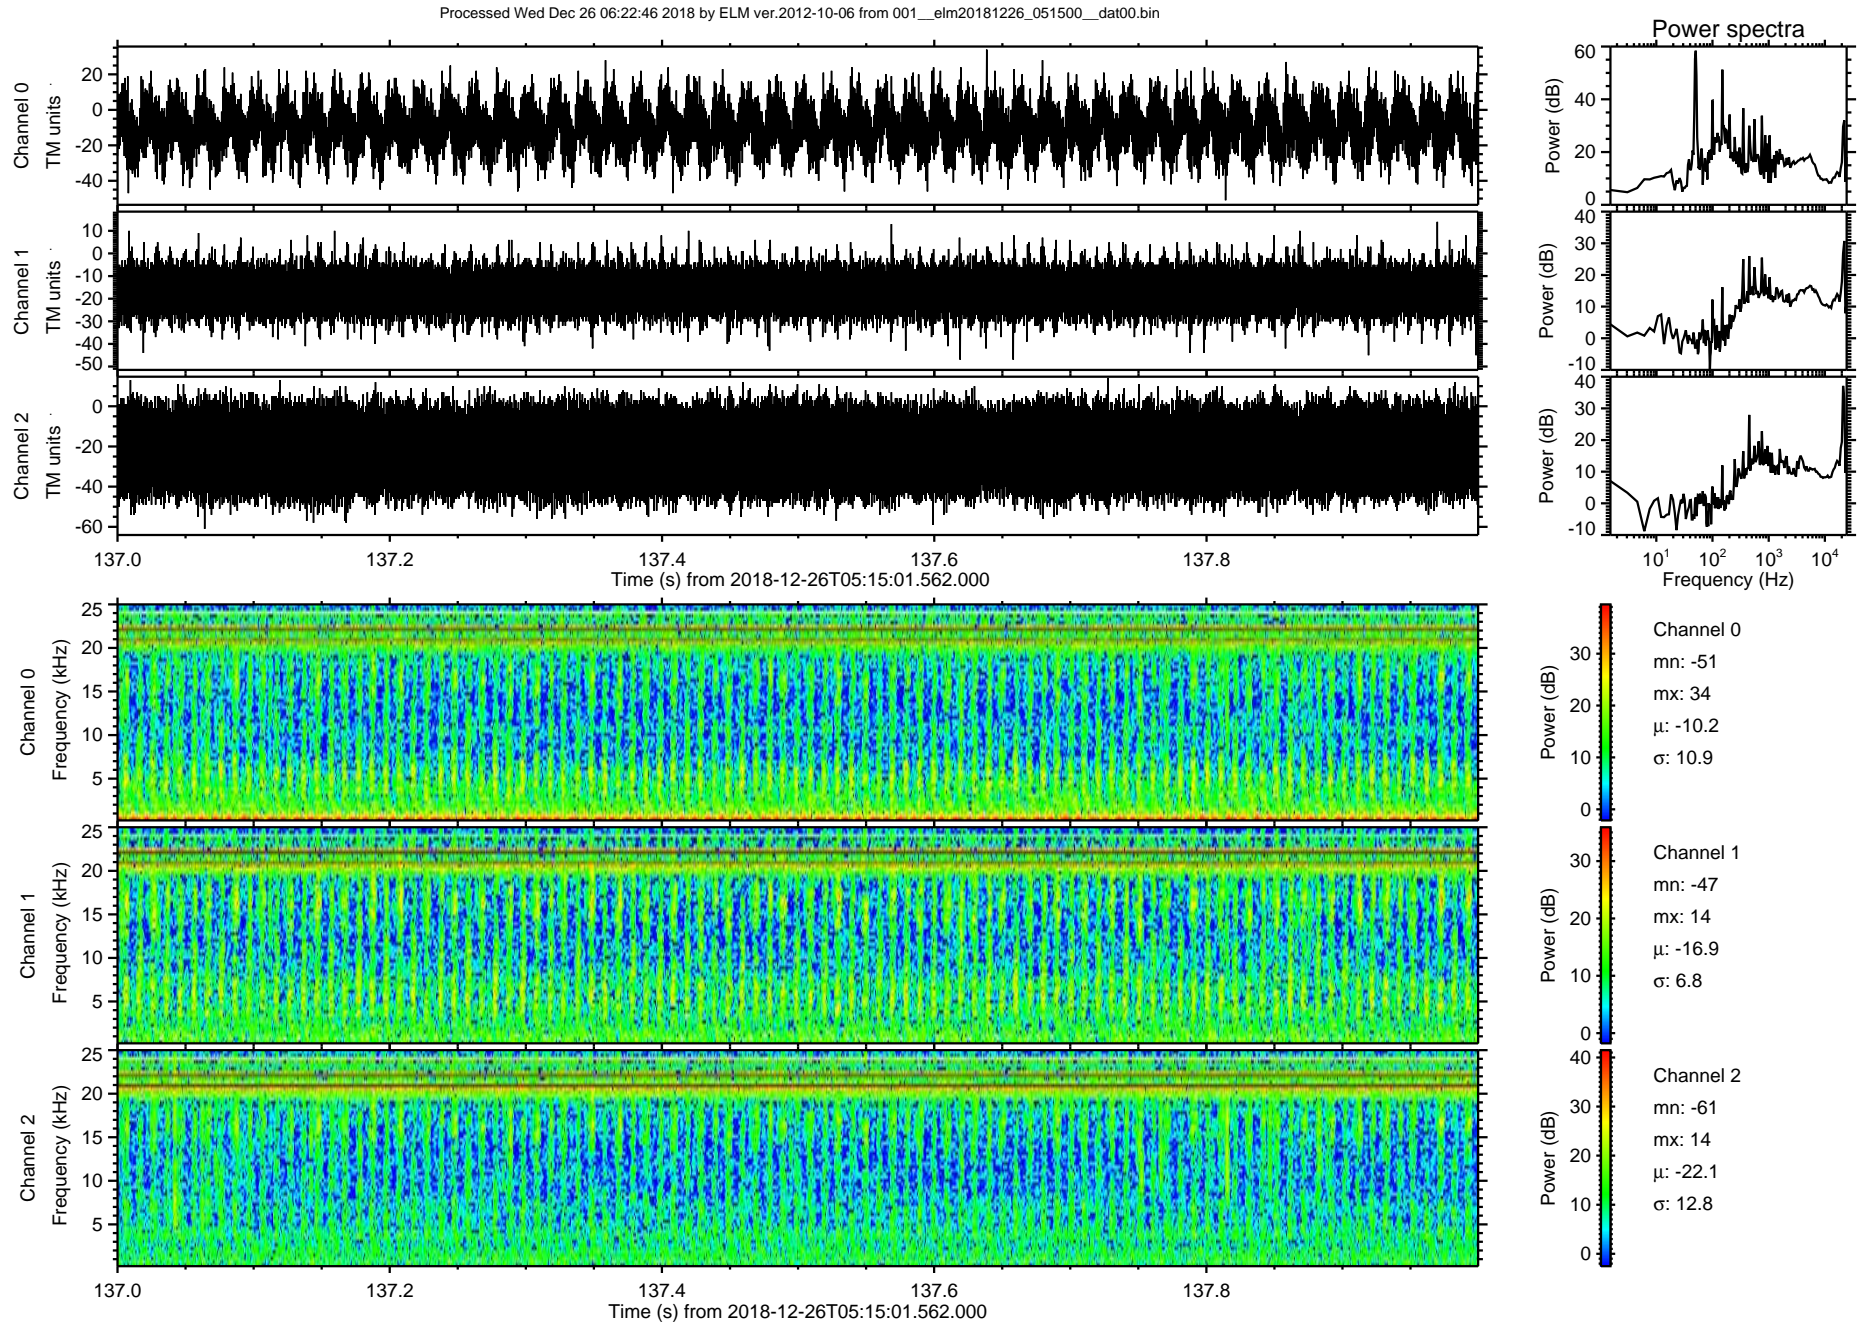 Processed Wed Dec 26 06:22:46 2018 by ELM ver.2012-10-06 from 001__elm20181226_051500__dat00.bin
Power spectra
Channel 0
TM units
20
0
-20
-40
Power (dB)
60
40
20
0
Channel 1
TM units
10
0
-10
-20
-30
-40
-50
Power (dB)
40
30
20
10
0
-10
Channel 2
TM units
0
-20
-40
-60
Power (dB)
40
30
20
10
0
-10
137.0 137.2 137.4 137.6 137.8
Time (s) from 2018-12-26T05:15:01.562.000
10¹ 10² 10³ 10⁴
Frequency (Hz)
Channel 0
Frequency (kHz)
25
20
15
10
5
Power (dB)
30
20
10
0
Channel 0
mn: -51
mx: 34
μ: -10.2
σ: 10.9
Channel 1
Frequency (kHz)
25
20
15
10
5
Power (dB)
30
20
10
0
Channel 1
mn: -47
mx: 14
μ: -16.9
σ: 6.8
Channel 2
Frequency (kHz)
25
20
15
10
5
Power (dB)
40
30
20
10
0
Channel 2
mn: -61
mx: 14
μ: -22.1
σ: 12.8
137.0 137.2 137.4 137.6 137.8
Time (s) from 2018-12-26T05:15:01.562.000